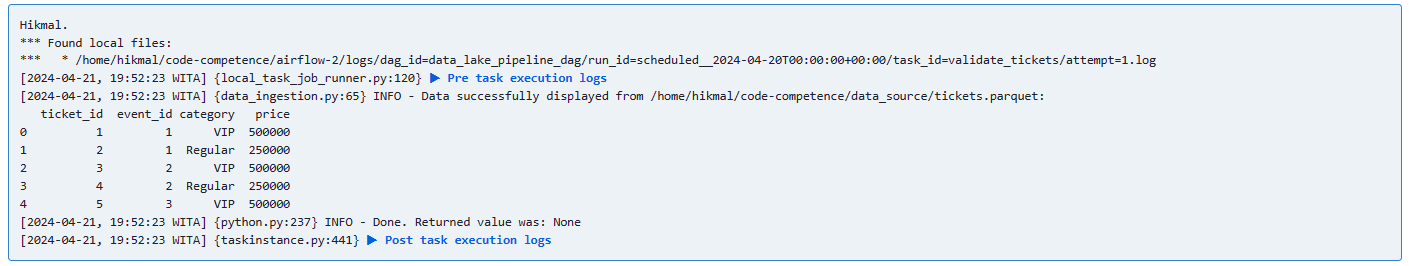 Hikmal.
*** Found local files:
***   * /home/hikmal/code-competence/airflow-2/logs/dag_id=data_lake_pipeline_dag/run_id=scheduled__2024-04-20T00:00:00+00:00/task_id=validate_tickets/attempt=1.log
[2024-04-21, 19:52:23 WITA] {local_task_job_runner.py:120} ▶ Pre task execution logs
[2024-04-21, 19:52:23 WITA] {data_ingestion.py:65} INFO - Data successfully displayed from /home/hikmal/code-competence/data_source/tickets.parquet:
   ticket_id  event_id category   price
0          1         1      VIP  500000
1          2         1  Regular  250000
2          3         2      VIP  500000
3          4         2  Regular  250000
4          5         3      VIP  500000
[2024-04-21, 19:52:23 WITA] {python.py:237} INFO - Done. Returned value was: None
[2024-04-21, 19:52:23 WITA] {taskinstance.py:441} ▶ Post task execution logs